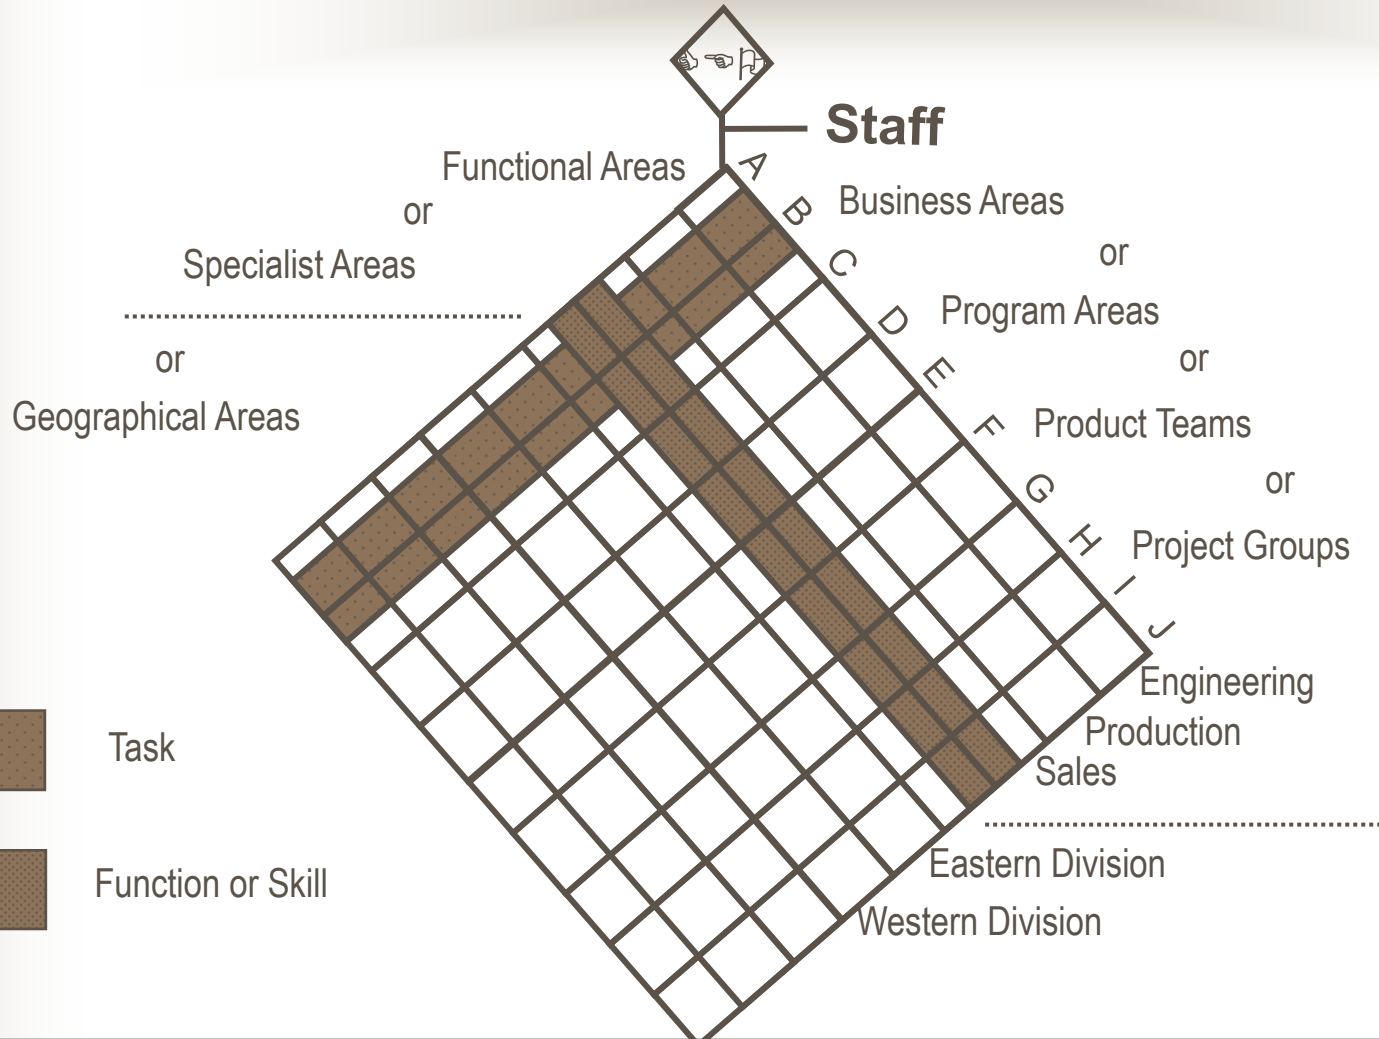 Staff
Functional Areas
or
Specialist Areas
or
Geographical Areas
A
B
C
D
E
F
G
H
I
J
Business Areas
or
Program Areas
or
Product Teams
or
Project Groups
Engineering
Production
Sales
Eastern Division
Western Division
Task
Function or Skill